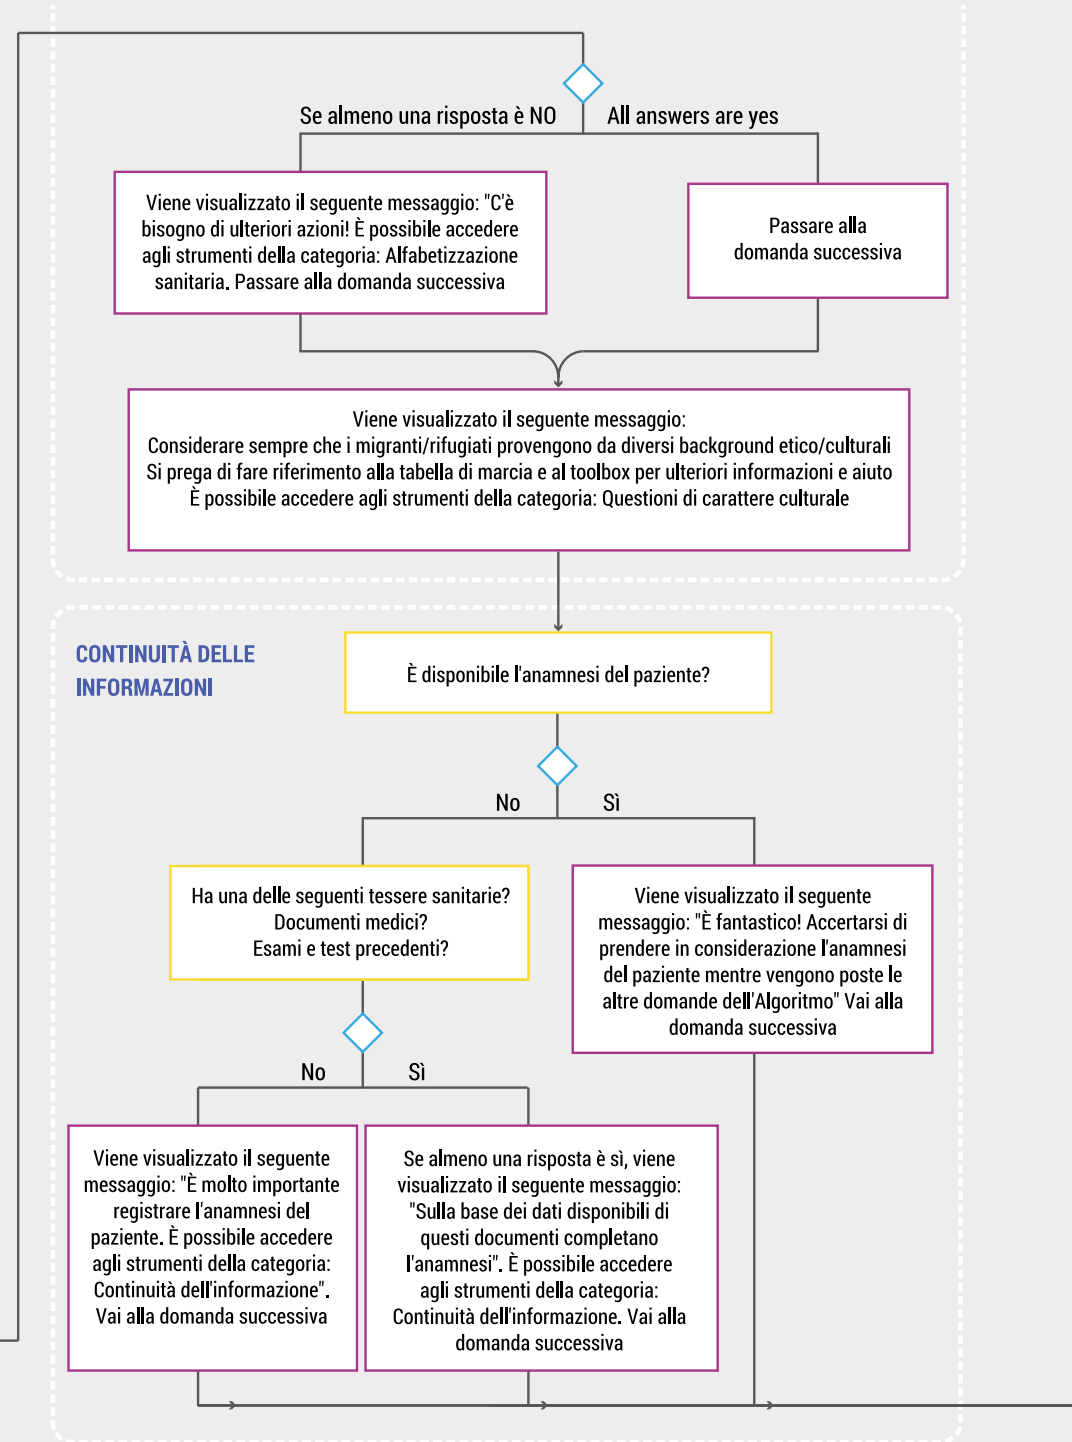 Se almeno una risposta è NO
All answers are yes
Viene visualizzato il seguente messaggio: "C'è
bisogno di ulteriori azioni! È possibile accedere
agli strumenti della categoria: Alfabetizzazione
sanitaria. Passare alla domanda successiva
Passare alla
domanda successiva
Viene visualizzato il seguente messaggio:
Considerare sempre che i migranti/rifugiati provengono da diversi background etico/culturali
Si prega di fare riferimento alla tabella di marcia e al toolbox per ulteriori informazioni e aiuto
È possibile accedere agli strumenti della categoria: Questioni di carattere culturale
CONTINUITÀ DELLE
INFORMAZIONI
È disponibile l'anamnesi del paziente?
No
Sì
Ha una delle seguenti tessere sanitarie?
Documenti medici?
Esami e test precedenti?
Viene visualizzato il seguente
messaggio: "È fantastico! Accertarsi di
prendere in considerazione l'anamnesi
del paziente mentre vengono poste le
altre domande dell'Algoritmo" Vai alla
domanda successiva
No
Sì
Viene visualizzato il seguente
messaggio: "È molto importante
registrare l'anamnesi del
paziente. È possibile accedere
agli strumenti della categoria:
Continuità dell'informazione".
Vai alla domanda successiva
Se almeno una risposta è sì, viene
visualizzato il seguente messaggio:
"Sulla base dei dati disponibili di
questi documenti completano
l'anamnesi". È possibile accedere
agli strumenti della categoria:
Continuità dell'informazione. Vai alla
domanda successiva